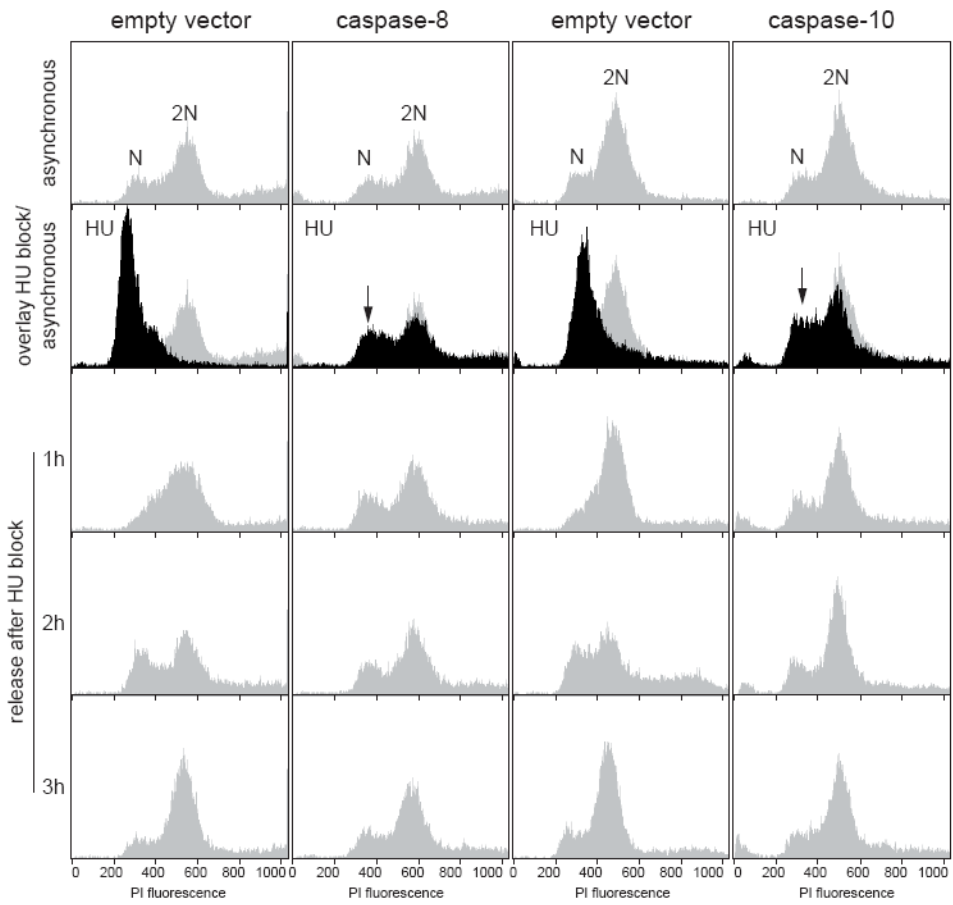 empty vector caspase-8 empty vector caspase-10
asynchronous
N 2N N 2N N 2N N 2N
overlay HU block/
asynchronous
HU HU HU HU
release after HU block
1h
2h
3h
0 200 400 600 800 1000 0 200 400 600 800 1000 0 200 400 600 800 1000 0 200 400 600 800 1000
PI fluorescence PI fluorescence PI fluorescence PI fluorescence